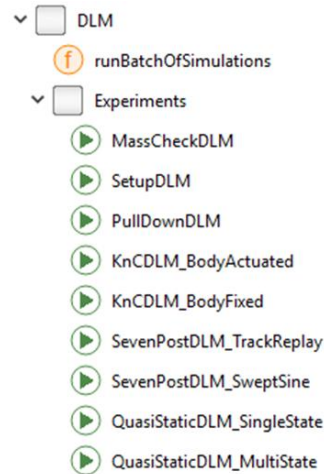 DLM
f runBatchOfSimulations
Experiments
MassCheckDLM
SetupDLM
PullDownDLM
KnCDLM_BodyActuated
KnCDLM_BodyFixed
SevenPostDLM_TrackReplay
SevenPostDLM_SweptSine
QuasiStaticDLM_SingleState
QuasiStaticDLM_MultiState